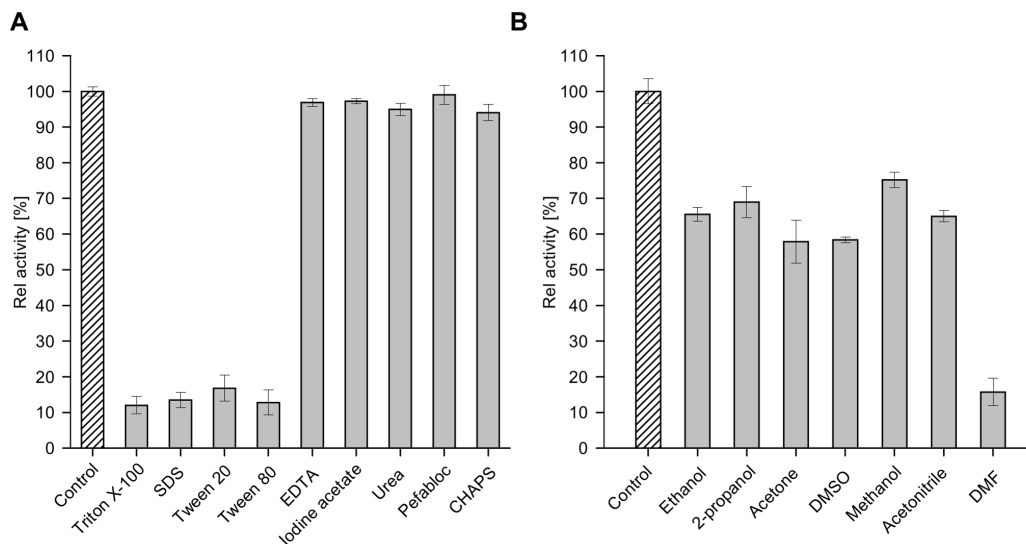 A
Rel activity [%]
110
100
90
80
70
60
50
40
30
20
10
0
Control
Triton X-100
SDS
Tween 20
Tween 80
EDTA
Iodine acetate
Urea
Pefabloc
CHAPS
B
Rel activity [%]
110
100
90
80
70
60
50
40
30
20
10
0
Control
Ethanol
2-propanol
Acetone
DMSO
Methanol
Acetonitrile
DMF